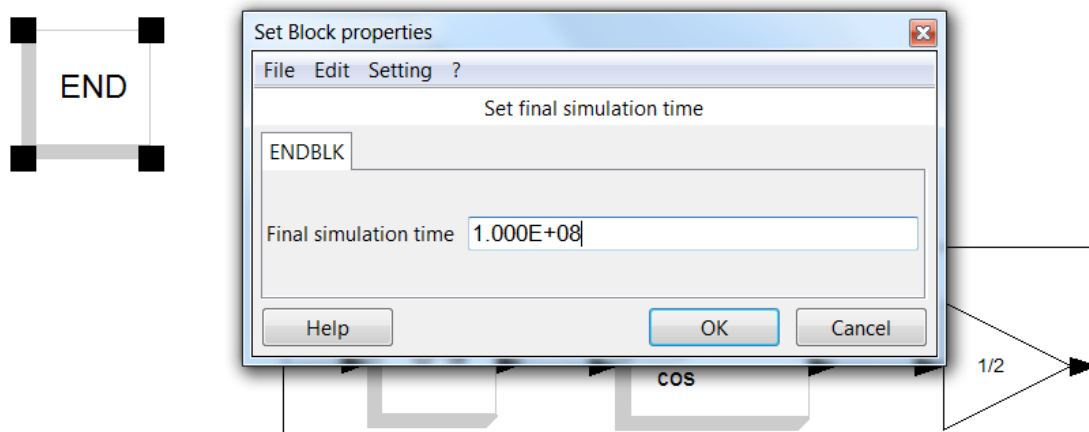 END
Set Block properties
File Edit Setting ?
Set final simulation time
ENDBLK
Final simulation time 1.000E+08
Help OK Cancel
COS
1/2